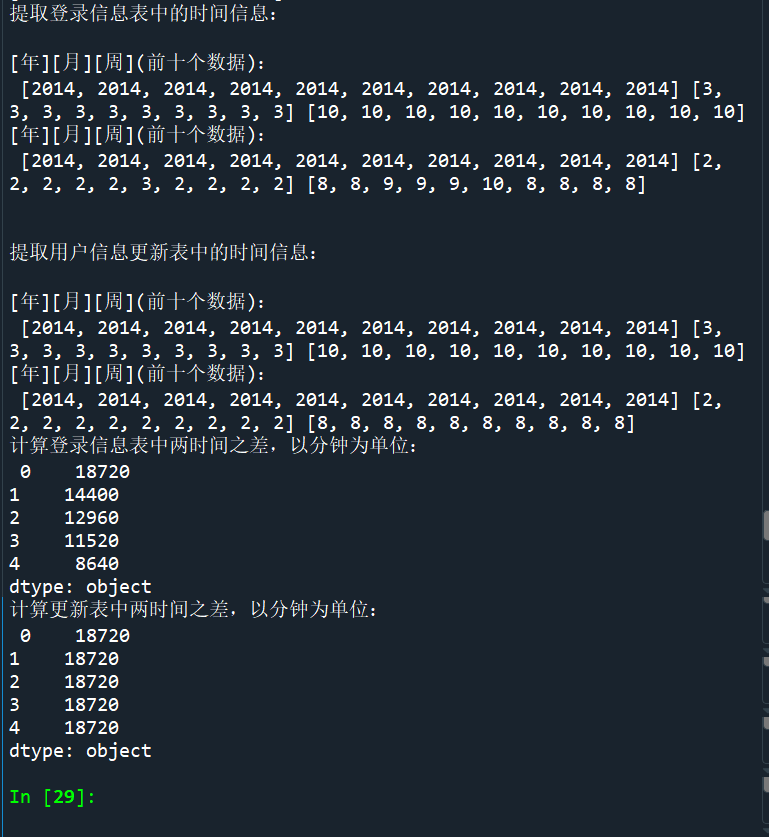 提取登录信息表中的时间信息：
[年][月][周](前十个数据)：
[2014, 2014, 2014, 2014, 2014, 2014, 2014, 2014, 2014, 2014] [3,
3, 3, 3, 3, 3, 3, 3, 3, 3] [10, 10, 10, 10, 10, 10, 10, 10, 10, 10]
[年][月][周](前十个数据)：
[2014, 2014, 2014, 2014, 2014, 2014, 2014, 2014, 2014, 2014] [2,
2, 2, 2, 2, 3, 2, 2, 2, 2] [8, 8, 9, 9, 9, 10, 8, 8, 8, 8]
提取用户信息更新表中的时间信息：
[年][月][周](前十个数据)：
[2014, 2014, 2014, 2014, 2014, 2014, 2014, 2014, 2014, 2014] [3,
3, 3, 3, 3, 3, 3, 3, 3, 3] [10, 10, 10, 10, 10, 10, 10, 10, 10, 10]
[年][月][周](前十个数据)：
[2014, 2014, 2014, 2014, 2014, 2014, 2014, 2014, 2014, 2014] [2,
2, 2, 2, 2, 2, 2, 2, 2, 2] [8, 8, 8, 8, 8, 8, 8, 8, 8, 8]
计算登录信息表中两时间之差，以分钟为单位：
0    18720
1    14400
2    12960
3    11520
4     8640
dtype: object
计算更新表中两时间之差，以分钟为单位：
0    18720
1    18720
2    18720
3    18720
4    18720
dtype: object
In [29]: